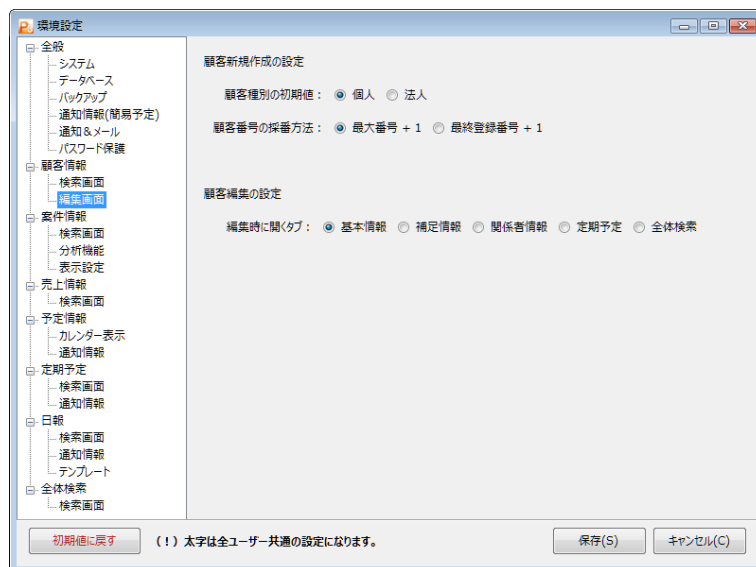 環境設定
全般
システム
データベース
バックアップ
通知情報(簡易予定)
通知＆メール
パスワード保護
顧客情報
検索画面
編集画面
案件情報
検索画面
分析機能
表示設定
売上情報
検索画面
予定情報
カレンダー表示
通知情報
定期予定
検索画面
通知情報
日報
検索画面
通知情報
テンプレート
全体検索
検索画面
顧客新規作成の設定
顧客種別の初期値： 個人 法人
顧客番号の採番方法： 最大番号 + 1 最終登録番号 + 1
顧客編集の設定
編集時に開くタブ： 基本情報 補足情報 関係者情報 定期予定 全体検索
初期値に戻す (！) 太字は全ユーザー共通の設定になります。 保存(S) キャンセル(C)